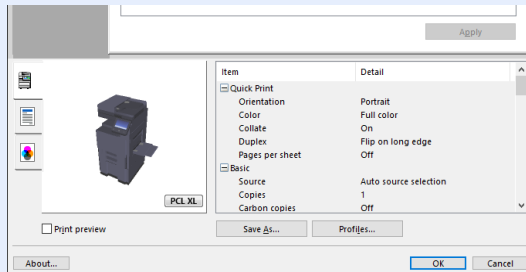 Apply
Item Detail
Quick Print
Orientation Portrait
Color Full color
Collate On
Duplex Flip on long edge
Pages per sheet Off
Basic
Source Auto source selection
Copies 1
Carbon copies Off
PCL XL
Print preview
Save As... Profiles...
About... OK Cancel